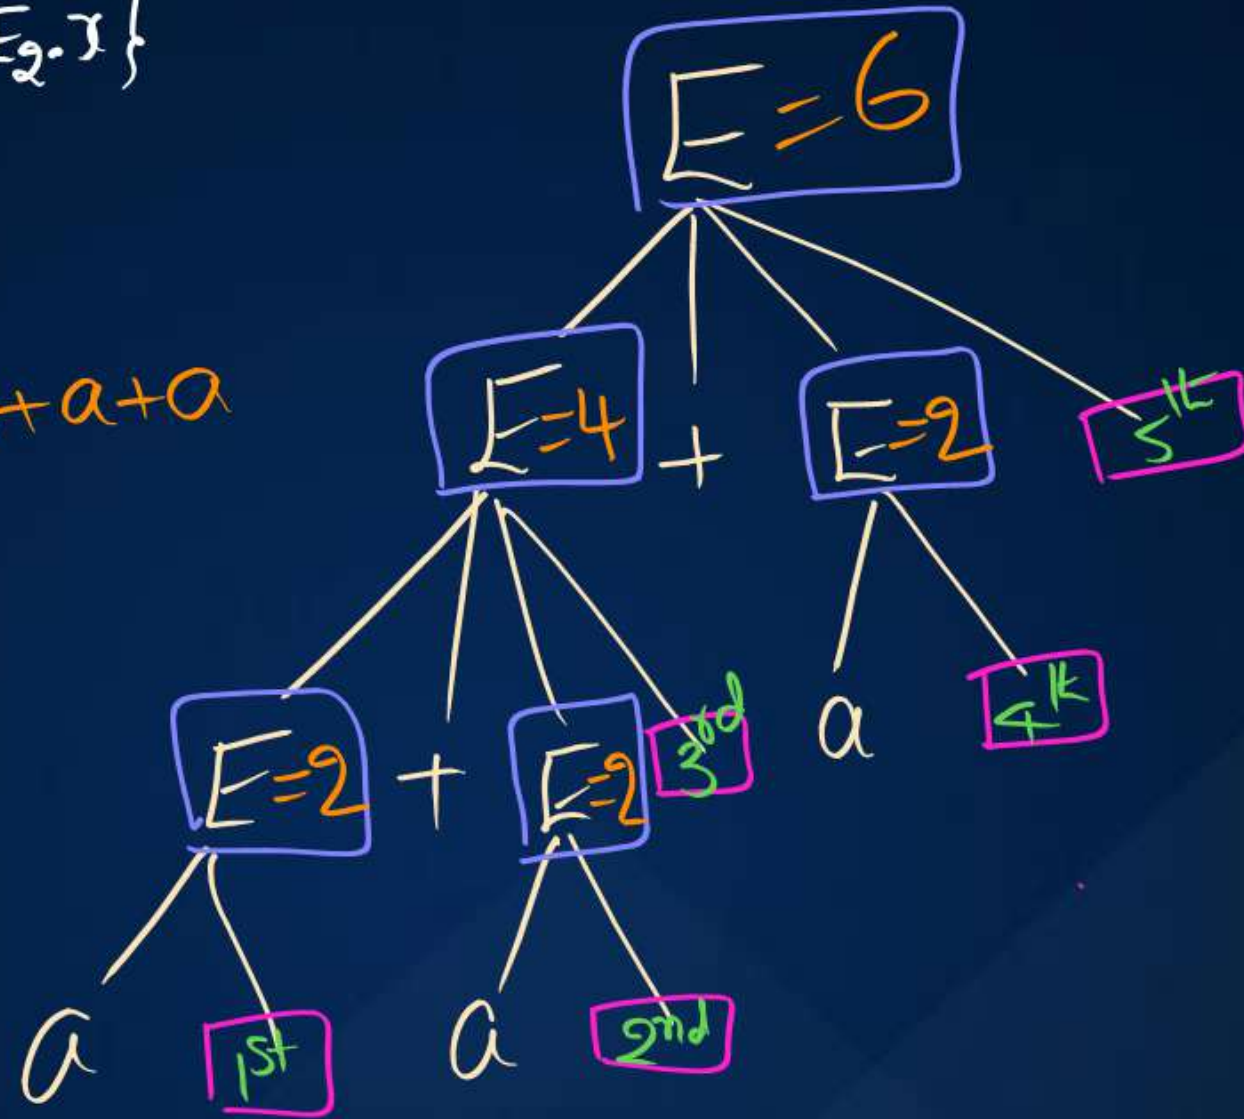 E₂.x}
E=6
+a+a
E=4 + E=2 5th
E=2 + E=2 3rd a 4th
a 1st a 2nd